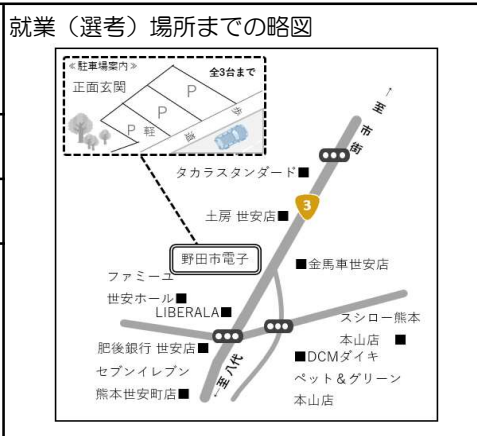 就業（選考）場所までの略図
≪駐車場案内≫
全3台まで
正面玄関
P
P
P 軽
歩
道
→至 市街
タカラスタンダード■
3
土房 世安店■
野田市電子
■金馬車世安店
ファミーユ
世安ホール■
LIBERALA■
スシロー熊本
本山店 ■
肥後銀行 世安店■
セブンイレブン
熊本世安町店■
←至 八代
■DCMダイキ
ペット＆グリーン
本山店